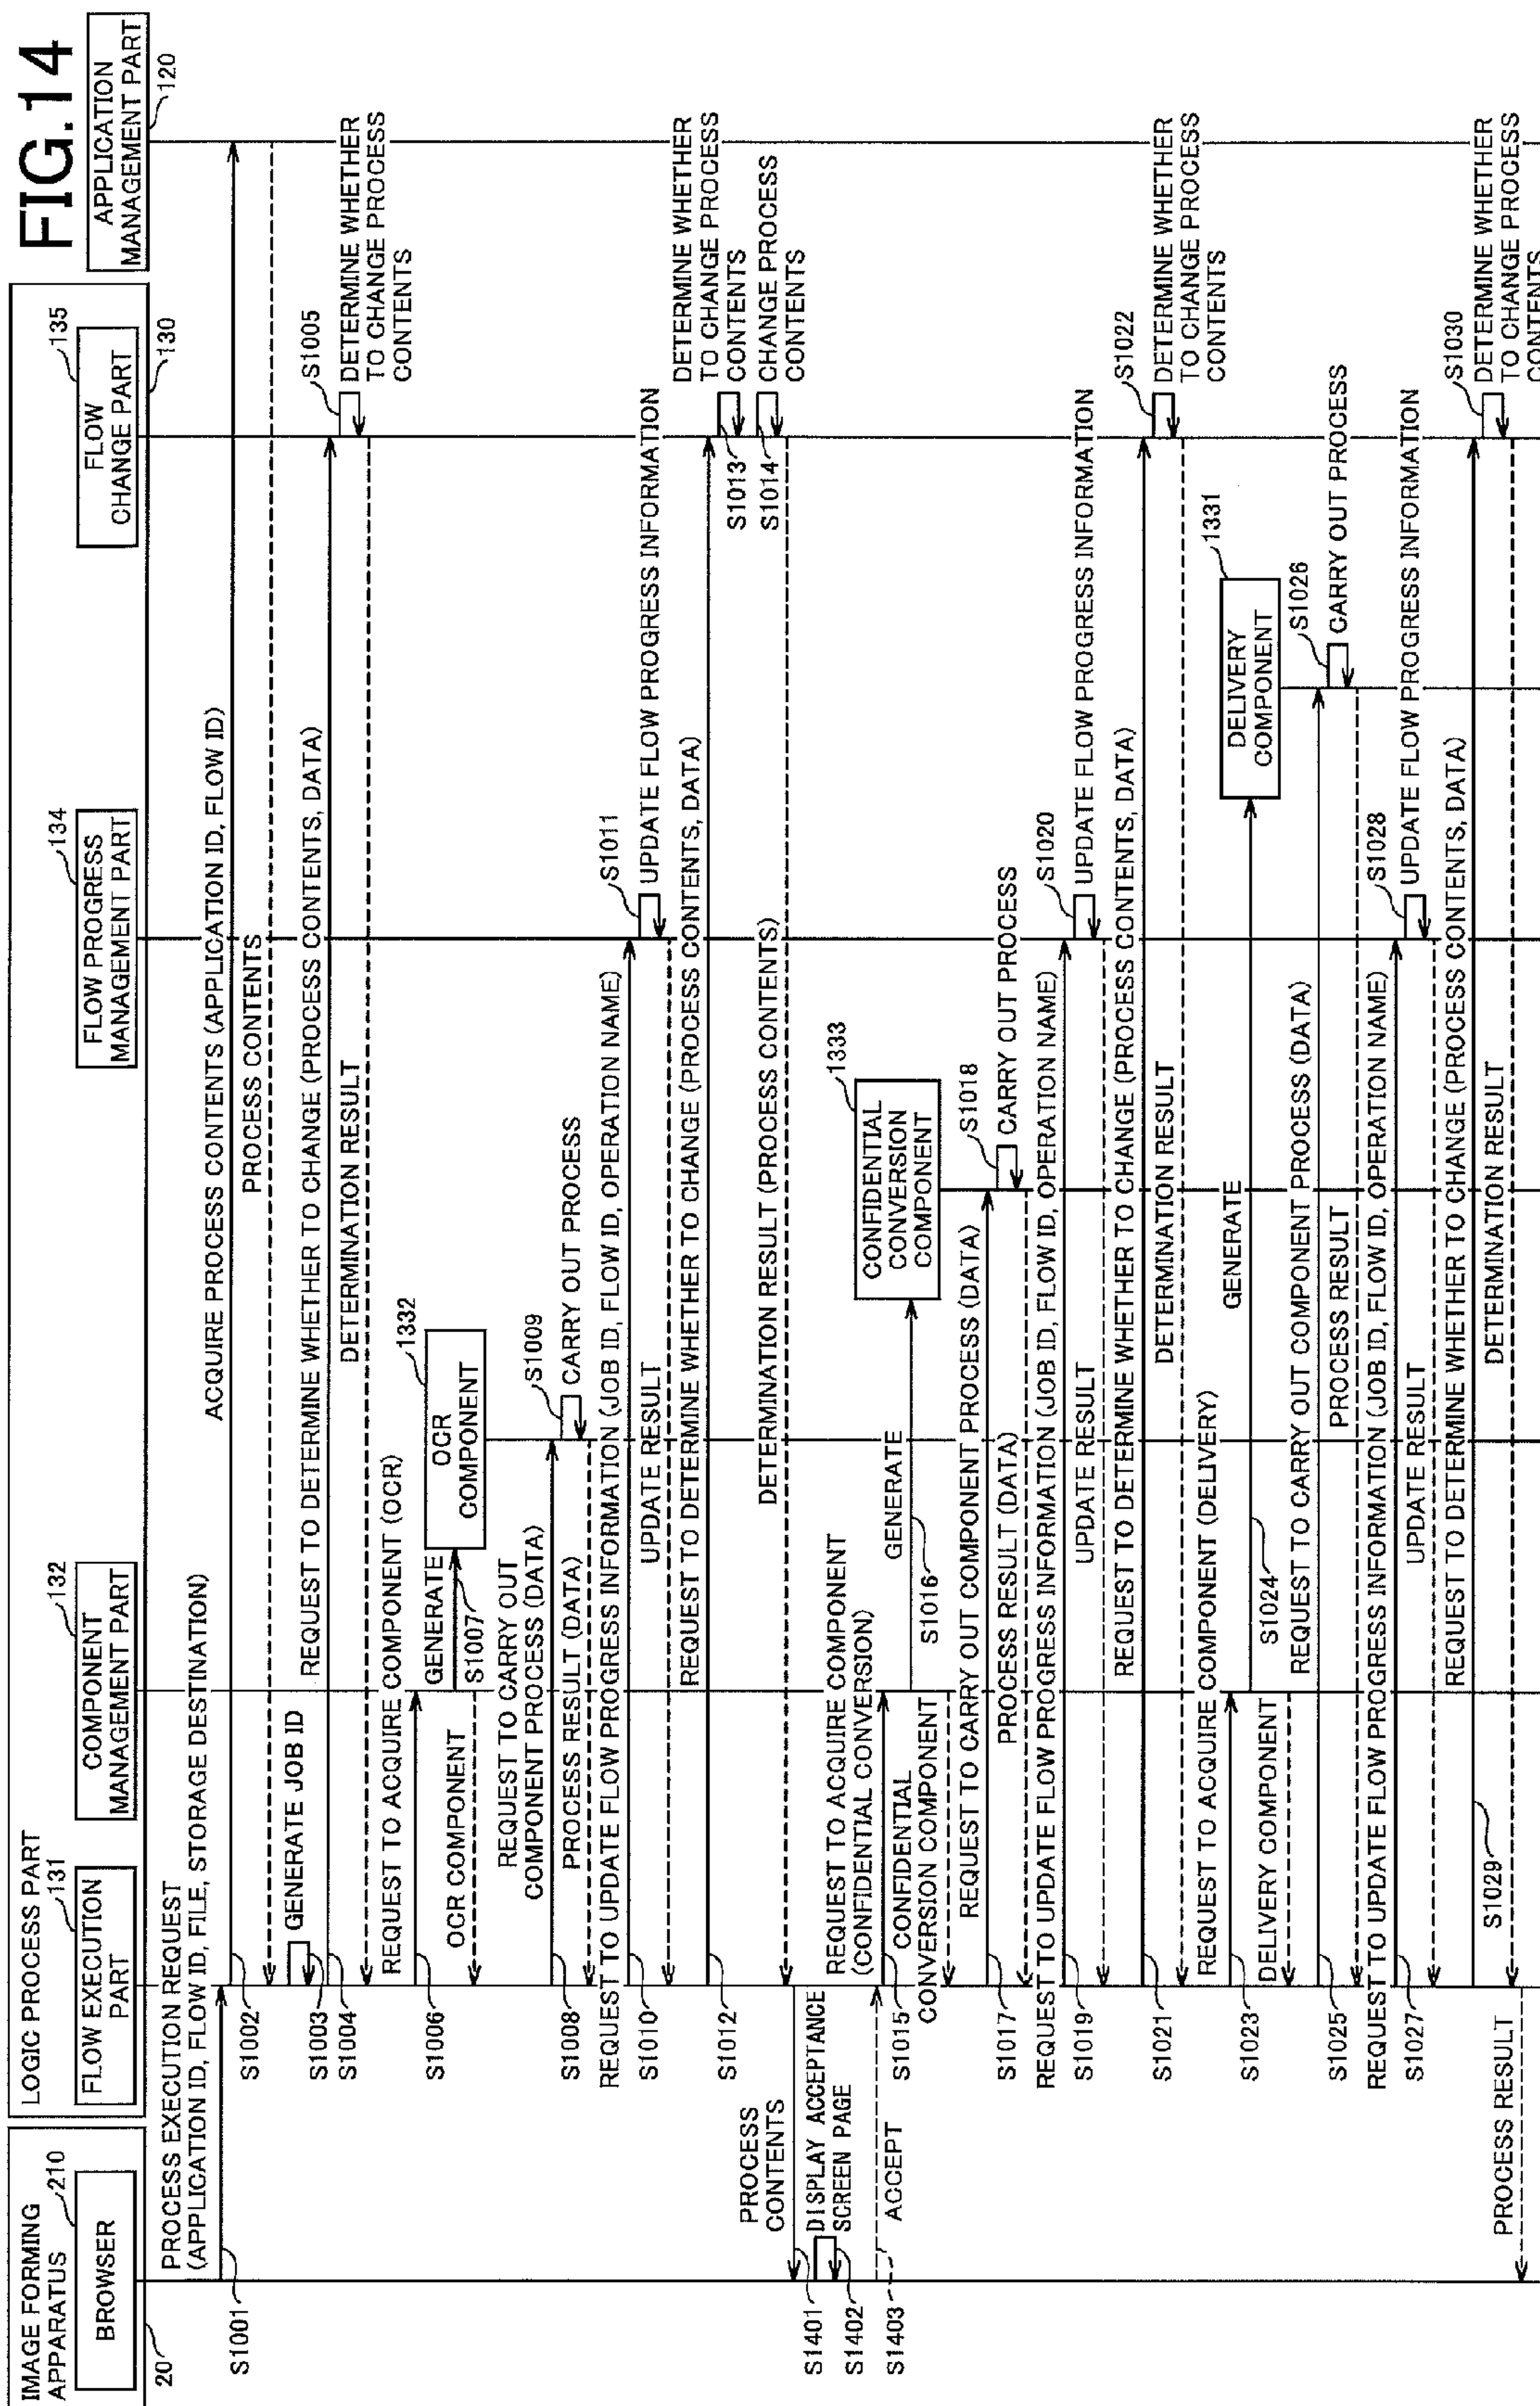 FIG.14
IMAGE FORMING
APPARATUS
210
BROWSER
20
LOGIC PROCESS PART
131
FLOW EXECUTION
PART
132
COMPONENT
MANAGEMENT PART
134
FLOW PROGRESS
MANAGEMENT PART
135
FLOW
CHANGE PART
130
APPLICATION
MANAGEMENT PART
120
PROCESS EXECUTION REQUEST
(APPLICATION ID, FLOW ID, FILE, STORAGE DESTINATION)
S1001
ACQUIRE PROCESS CONTENTS (APPLICATION ID, FLOW ID)
S1002
PROCESS CONTENTS
GENERATE JOB ID
S1003
REQUEST TO DETERMINE WHETHER TO CHANGE (PROCESS CONTENTS, DATA)
S1004
S1005
DETERMINE WHETHER
TO CHANGE PROCESS
CONTENTS
DETERMINATION RESULT
REQUEST TO ACQUIRE COMPONENT (OCR)
S1006
GENERATE
S1007
1332
OCR
COMPONENT
OCR COMPONENT
REQUEST TO CARRY OUT
COMPONENT PROCESS (DATA)
S1008
S1009
CARRY OUT PROCESS
PROCESS RESULT (DATA)
REQUEST TO UPDATE FLOW PROGRESS INFORMATION (JOB ID, FLOW ID, OPERATION NAME)
S1010
S1011
UPDATE FLOW PROGRESS INFORMATION
UPDATE RESULT
REQUEST TO DETERMINE WHETHER TO CHANGE (PROCESS CONTENTS, DATA)
S1012
DETERMINE WHETHER
TO CHANGE PROCESS
CONTENTS
S1013
CHANGE PROCESS
CONTENTS
S1014
DETERMINATION RESULT (PROCESS CONTENTS)
PROCESS
CONTENTS
S1401
DISPLAY ACCEPTANCE
SCREEN PAGE
S1402
ACCEPT
S1403
REQUEST TO ACQUIRE COMPONENT
(CONFIDENTIAL CONVERSION)
S1015
GENERATE
S1016
1333
CONFIDENTIAL
CONVERSION
COMPONENT
CONFIDENTIAL
CONVERSION COMPONENT
REQUEST TO CARRY OUT COMPONENT PROCESS (DATA)
S1017
S1018
CARRY OUT PROCESS
PROCESS RESULT (DATA)
REQUEST TO UPDATE FLOW PROGRESS INFORMATION (JOB ID, FLOW ID, OPERATION NAME)
S1019
S1020
UPDATE FLOW PROGRESS INFORMATION
UPDATE RESULT
REQUEST TO DETERMINE WHETHER TO CHANGE (PROCESS CONTENTS, DATA)
S1021
S1022
DETERMINE WHETHER
TO CHANGE PROCESS
CONTENTS
DETERMINATION RESULT
REQUEST TO ACQUIRE COMPONENT (DELIVERY)
S1023
GENERATE
S1024
1331
DELIVERY
COMPONENT
DELIVERY COMPONENT
REQUEST TO CARRY OUT COMPONENT PROCESS (DATA)
S1025
S1026
CARRY OUT PROCESS
PROCESS RESULT
REQUEST TO UPDATE FLOW PROGRESS INFORMATION (JOB ID, FLOW ID, OPERATION NAME)
S1027
S1028
UPDATE FLOW PROGRESS INFORMATION
UPDATE RESULT
REQUEST TO DETERMINE WHETHER TO CHANGE (PROCESS CONTENTS, DATA)
S1029
S1030
DETERMINE WHETHER
TO CHANGE PROCESS
CONTENTS
DETERMINATION RESULT
PROCESS RESULT